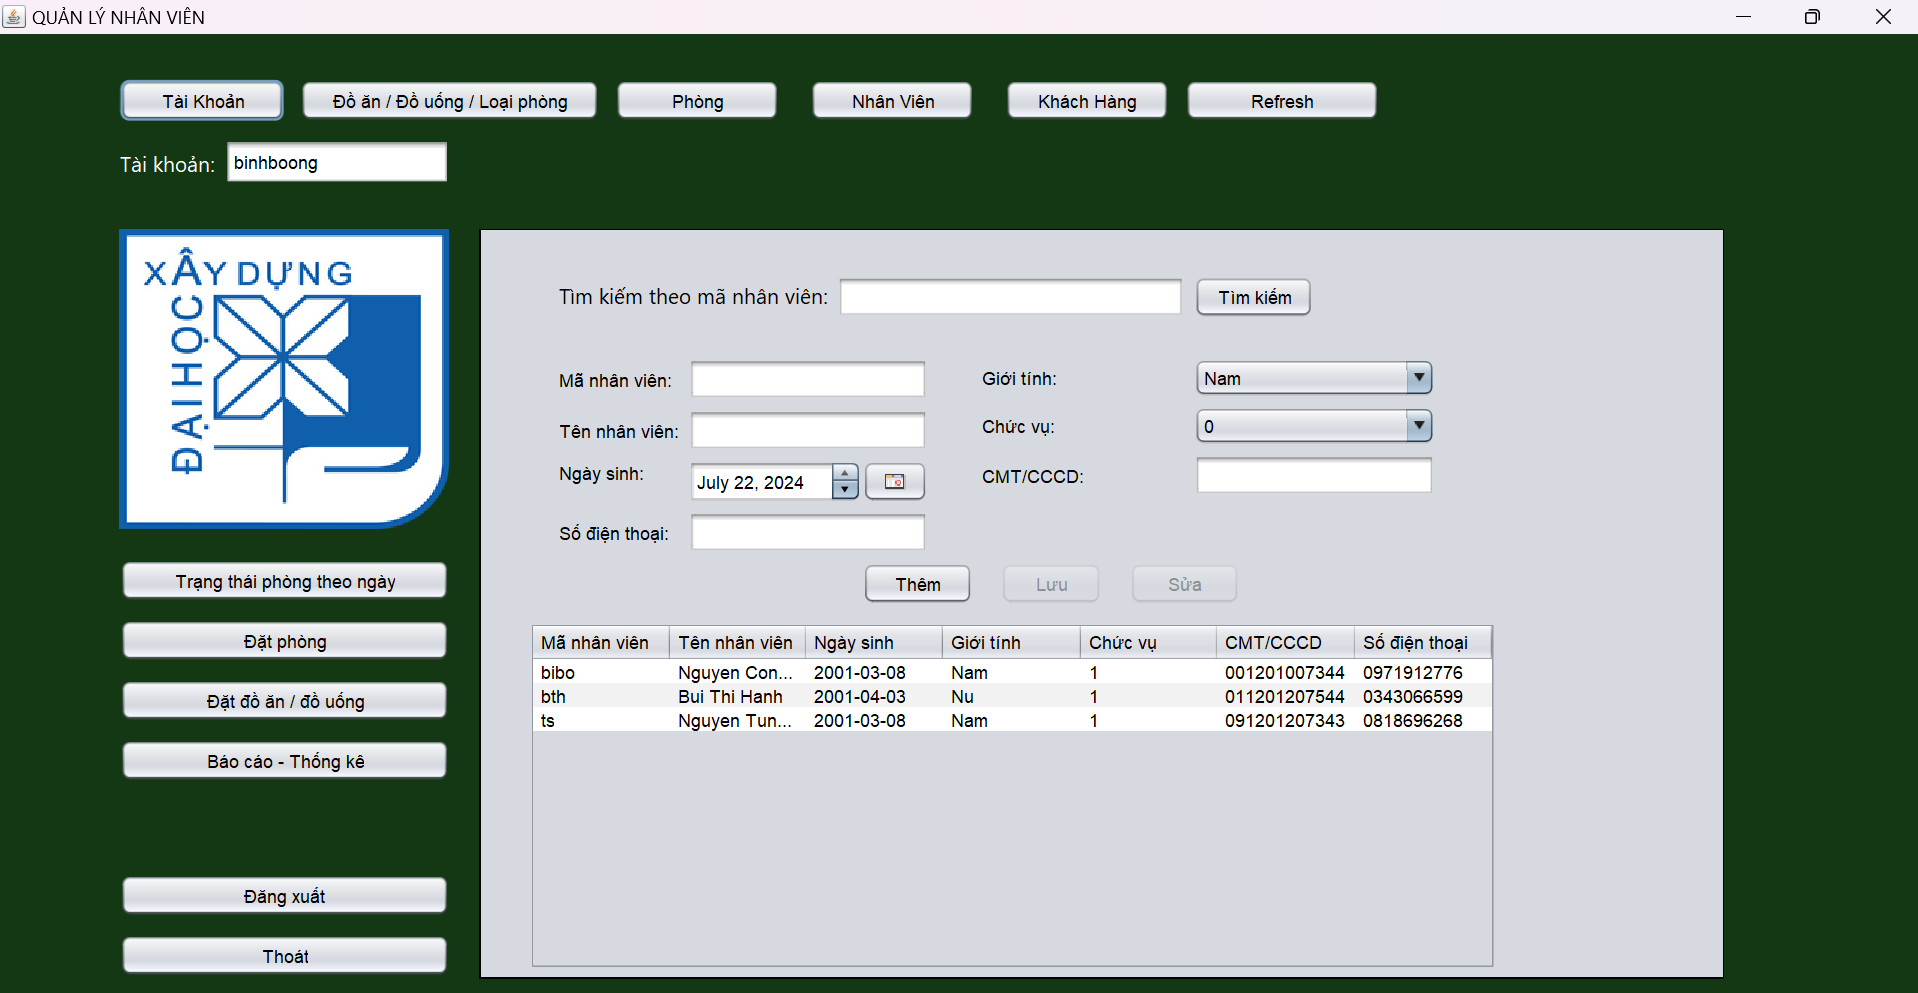 QUẢN LÝ NHÂN VIÊN
Tài Khoản
Đồ ăn / Đồ uống / Loại phòng
Phòng
Nhân Viên
Khách Hàng
Refresh
Tài khoản: binhboong
XÂY DỰNG
ĐẠI HỌC
Trạng thái phòng theo ngày
Đặt phòng
Đặt đồ ăn / đồ uống
Báo cáo - Thống kê
Đăng xuất
Thoát
Tìm kiếm theo mã nhân viên:
Tìm kiếm
Mã nhân viên:
Giới tính: Nam
Tên nhân viên:
Chức vụ: 0
Ngày sinh: July 22, 2024
CMT/CCCD:
Số điện thoại:
Thêm
Lưu
Sửa
Mã nhân viên Tên nhân viên Ngày sinh Giới tính Chức vụ CMT/CCCD Số điện thoại
bibo Nguyen Con... 2001-03-08 Nam 1 001201007344 0971912776
bth Bui Thi Hanh 2001-04-03 Nu 1 011201207544 0343066599
ts Nguyen Tun... 2001-03-08 Nam 1 091201207343 0818696268